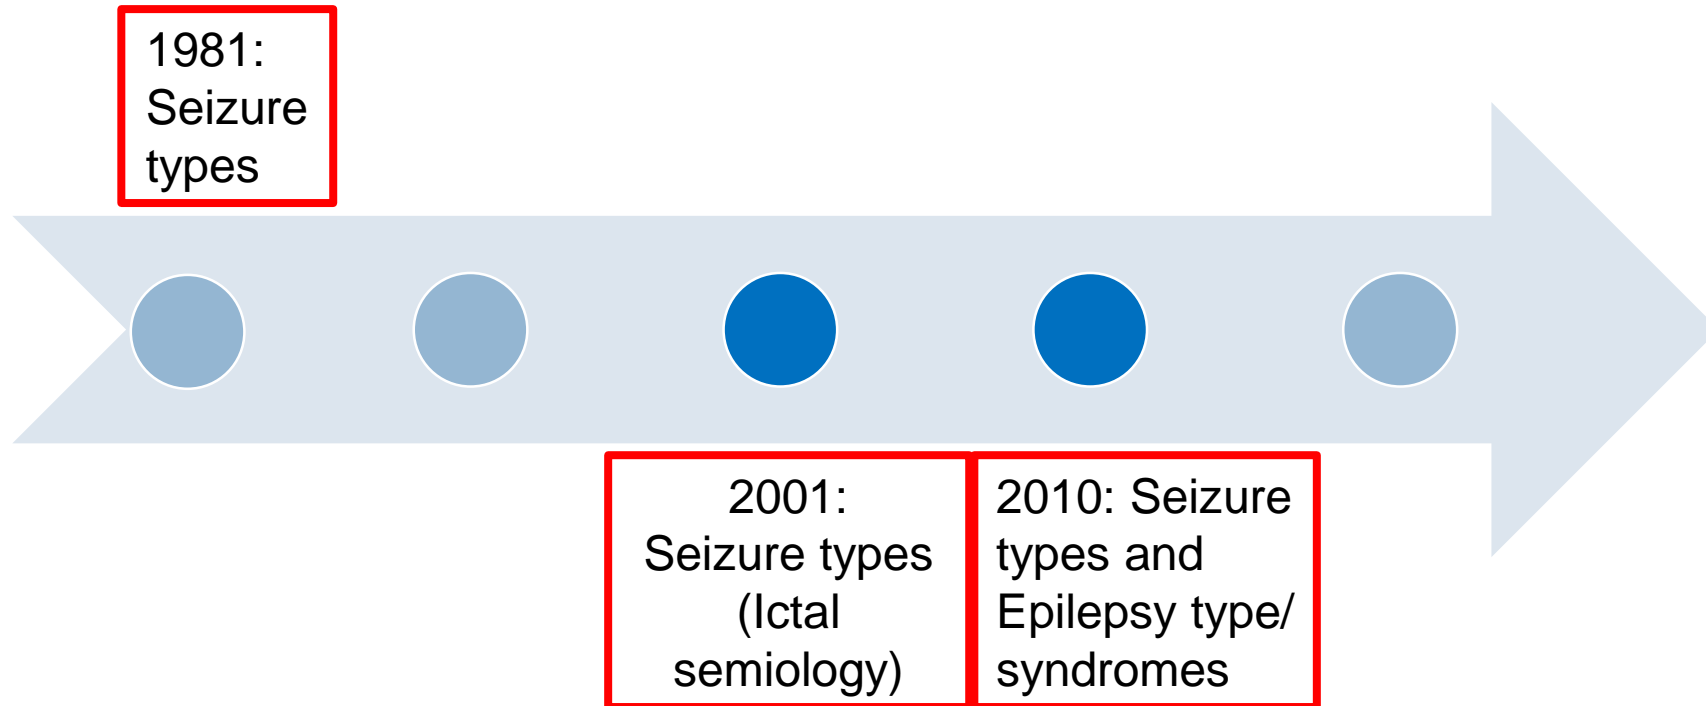 1981:
Seizure
types
2001:
Seizure types
(Ictal
semiology)
2010: Seizure
types and
Epilepsy type/
syndromes